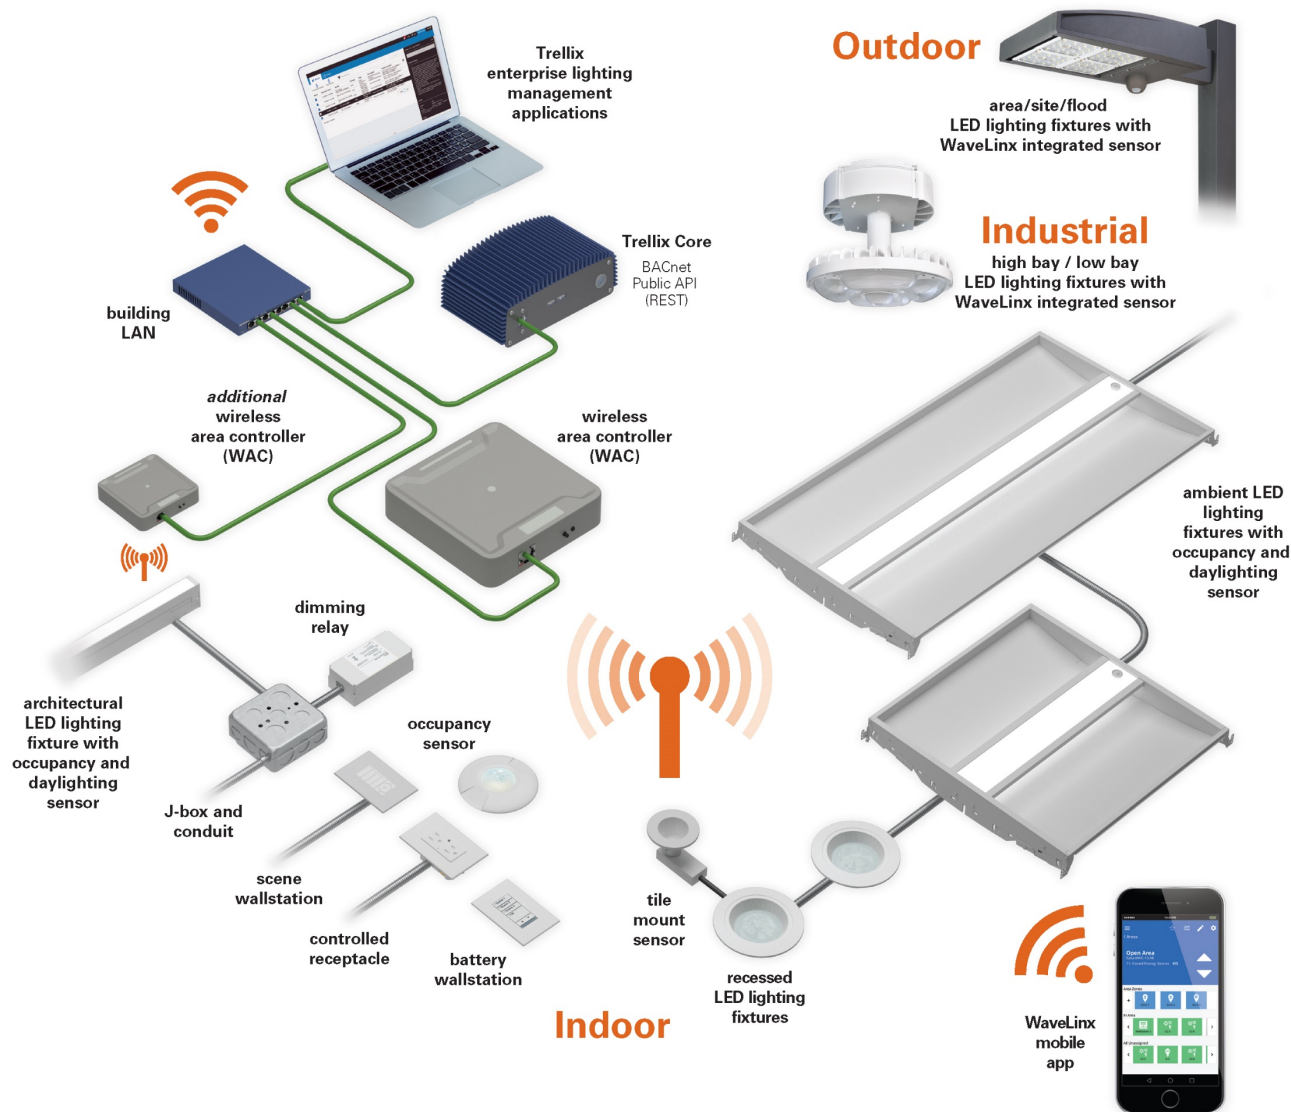 Trellix
enterprise lighting
management
applications
Outdoor
area/site/flood
LED lighting fixtures with
WaveLinx integrated sensor
Industrial
high bay / low bay
LED lighting fixtures with
WaveLinx integrated sensor
Trellix Core
BACnet
Public API
(REST)
building
LAN
additional
wireless
area controller
(WAC)
wireless
area controller
(WAC)
ambient LED
lighting
fixtures with
occupancy and
daylighting
sensor
dimming
relay
architectural
LED lighting
fixture with
occupancy and
daylighting
sensor
occupancy
sensor
J-box and
conduit
scene
wallstation
controlled
receptacle
battery
wallstation
tile
mount
sensor
recessed
LED lighting
fixtures
Indoor
WaveLinx
mobile
app
Open Area